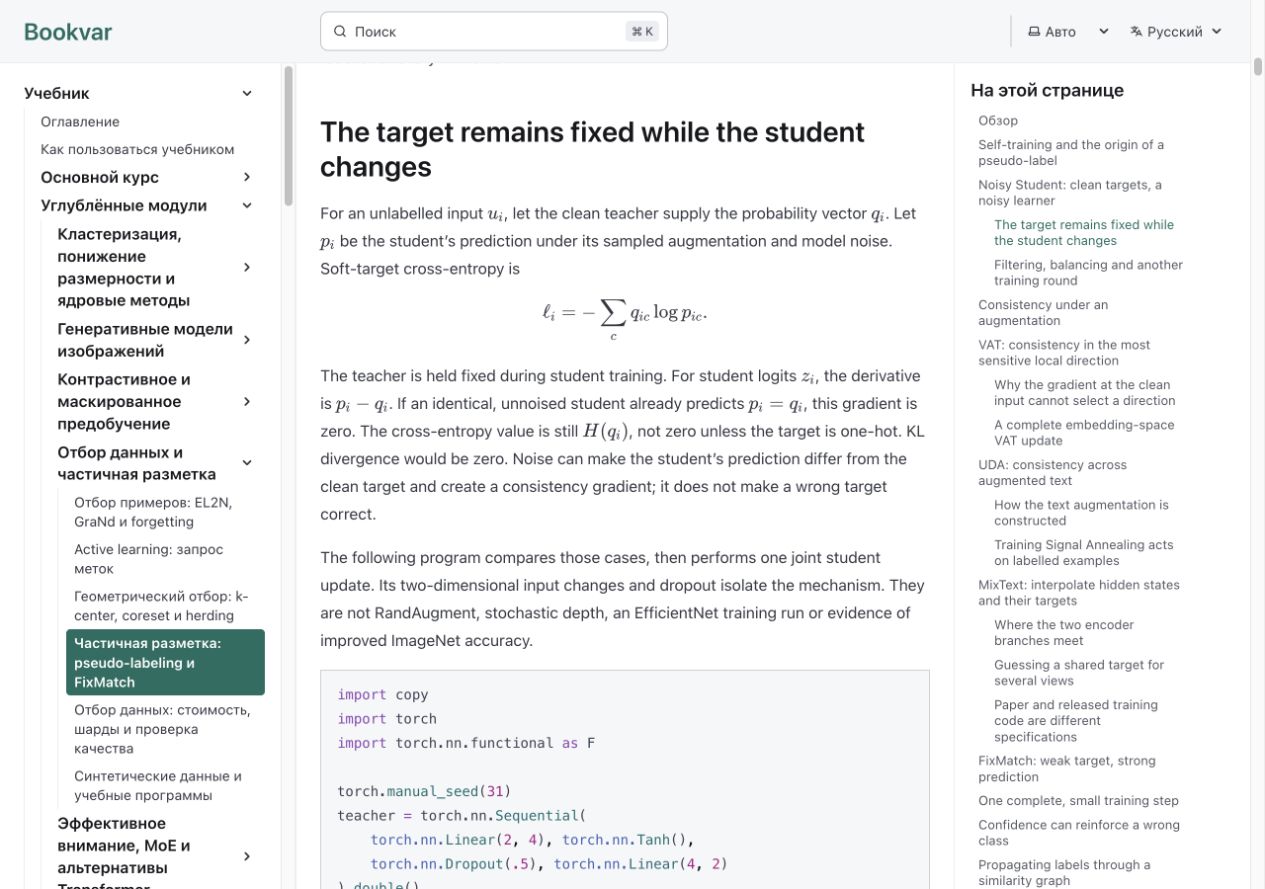 Bookvar
Поиск
⌘ K
Авто
Русский
Учебник
Оглавление
Как пользоваться учебником
Основной курс
Углублённые модули
Кластеризация,
понижение
размерности и
ядровые методы
Генеративные модели
изображений
Контрастивное и
маскированное
предобучение
Отбор данных и
частичная разметка
Отбор примеров: EL2N,
GraNd и forgetting
Active learning: запрос
меток
Геометрический отбор: k-
center, coreset и herding
Частичная разметка:
pseudo-labeling и
FixMatch
Отбор данных: стоимость,
шарды и проверка
качества
Синтетические данные и
учебные программы
Эффективное
внимание, MoE и
альтернативы
Transformer
The target remains fixed while the student
changes
For an unlabelled input uᵢ, let the clean teacher supply the probability vector qᵢ. Let
pᵢ be the student's prediction under its sampled augmentation and model noise.
Soft-target cross-entropy is
ℓᵢ = − ∑_c q_{ic} log p_{ic}.
The teacher is held fixed during student training. For student logits zᵢ, the derivative
is pᵢ − qᵢ. If an identical, unnoised student already predicts pᵢ = qᵢ, this gradient is
zero. The cross-entropy value is still H(qᵢ), not zero unless the target is one-hot. KL
divergence would be zero. Noise can make the student's prediction differ from the
clean target and create a consistency gradient; it does not make a wrong target
correct.
The following program compares those cases, then performs one joint student
update. Its two-dimensional input changes and dropout isolate the mechanism. They
are not RandAugment, stochastic depth, an EfficientNet training run or evidence of
improved ImageNet accuracy.
import copy
import torch
import torch.nn.functional as F
torch.manual_seed(31)
teacher = torch.nn.Sequential(
torch.nn.Linear(2, 4), torch.nn.Tanh(),
torch.nn.Dropout(.5), torch.nn.Linear(4, 2)
).double()
На этой странице
Обзор
Self-training and the origin of a
pseudo-label
Noisy Student: clean targets, a
noisy learner
The target remains fixed while
the student changes
Filtering, balancing and another
training round
Consistency under an
augmentation
VAT: consistency in the most
sensitive local direction
Why the gradient at the clean
input cannot select a direction
A complete embedding-space
VAT update
UDA: consistency across
augmented text
How the text augmentation is
constructed
Training Signal Annealing acts
on labelled examples
MixText: interpolate hidden states
and their targets
Where the two encoder
branches meet
Guessing a shared target for
several views
Paper and released training
code are different
specifications
FixMatch: weak target, strong
prediction
One complete, small training step
Confidence can reinforce a wrong
class
Propagating labels through a
similarity graph